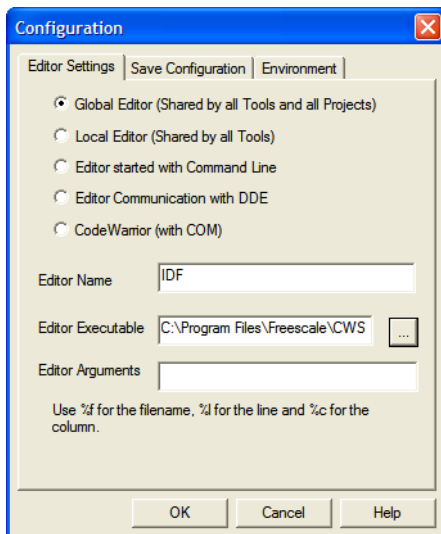 Configuration
Editor Settings Save Configuration Environment
Global Editor (Shared by all Tools and all Projects)
Local Editor (Shared by all Tools)
Editor started with Command Line
Editor Communication with DDE
CodeWarrior (with COM)
Editor Name IDF
Editor Executable C:\Program Files\Freescale\CWS ...
Editor Arguments
Use %f for the filename, %l for the line and %c for the
column.
OK Cancel Help